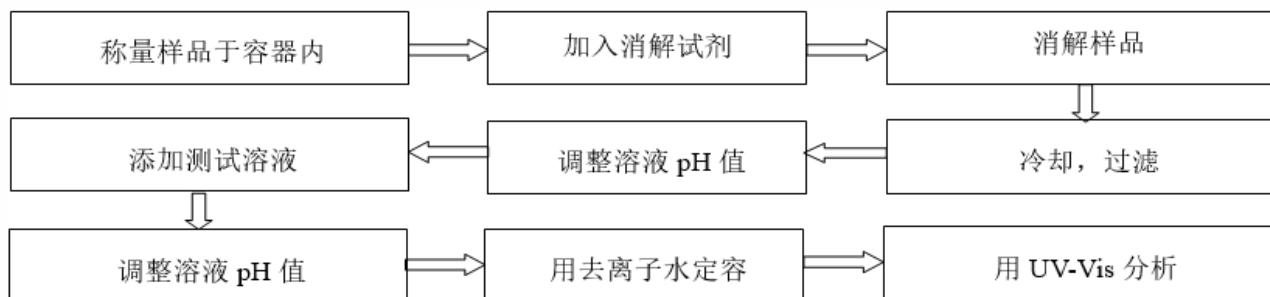 称量样品于容器内
加入消解试剂
消解样品
冷却，过滤
调整溶液 pH 值
添加测试溶液
调整溶液 pH 值
用去离子水定容
用 UV-Vis 分析